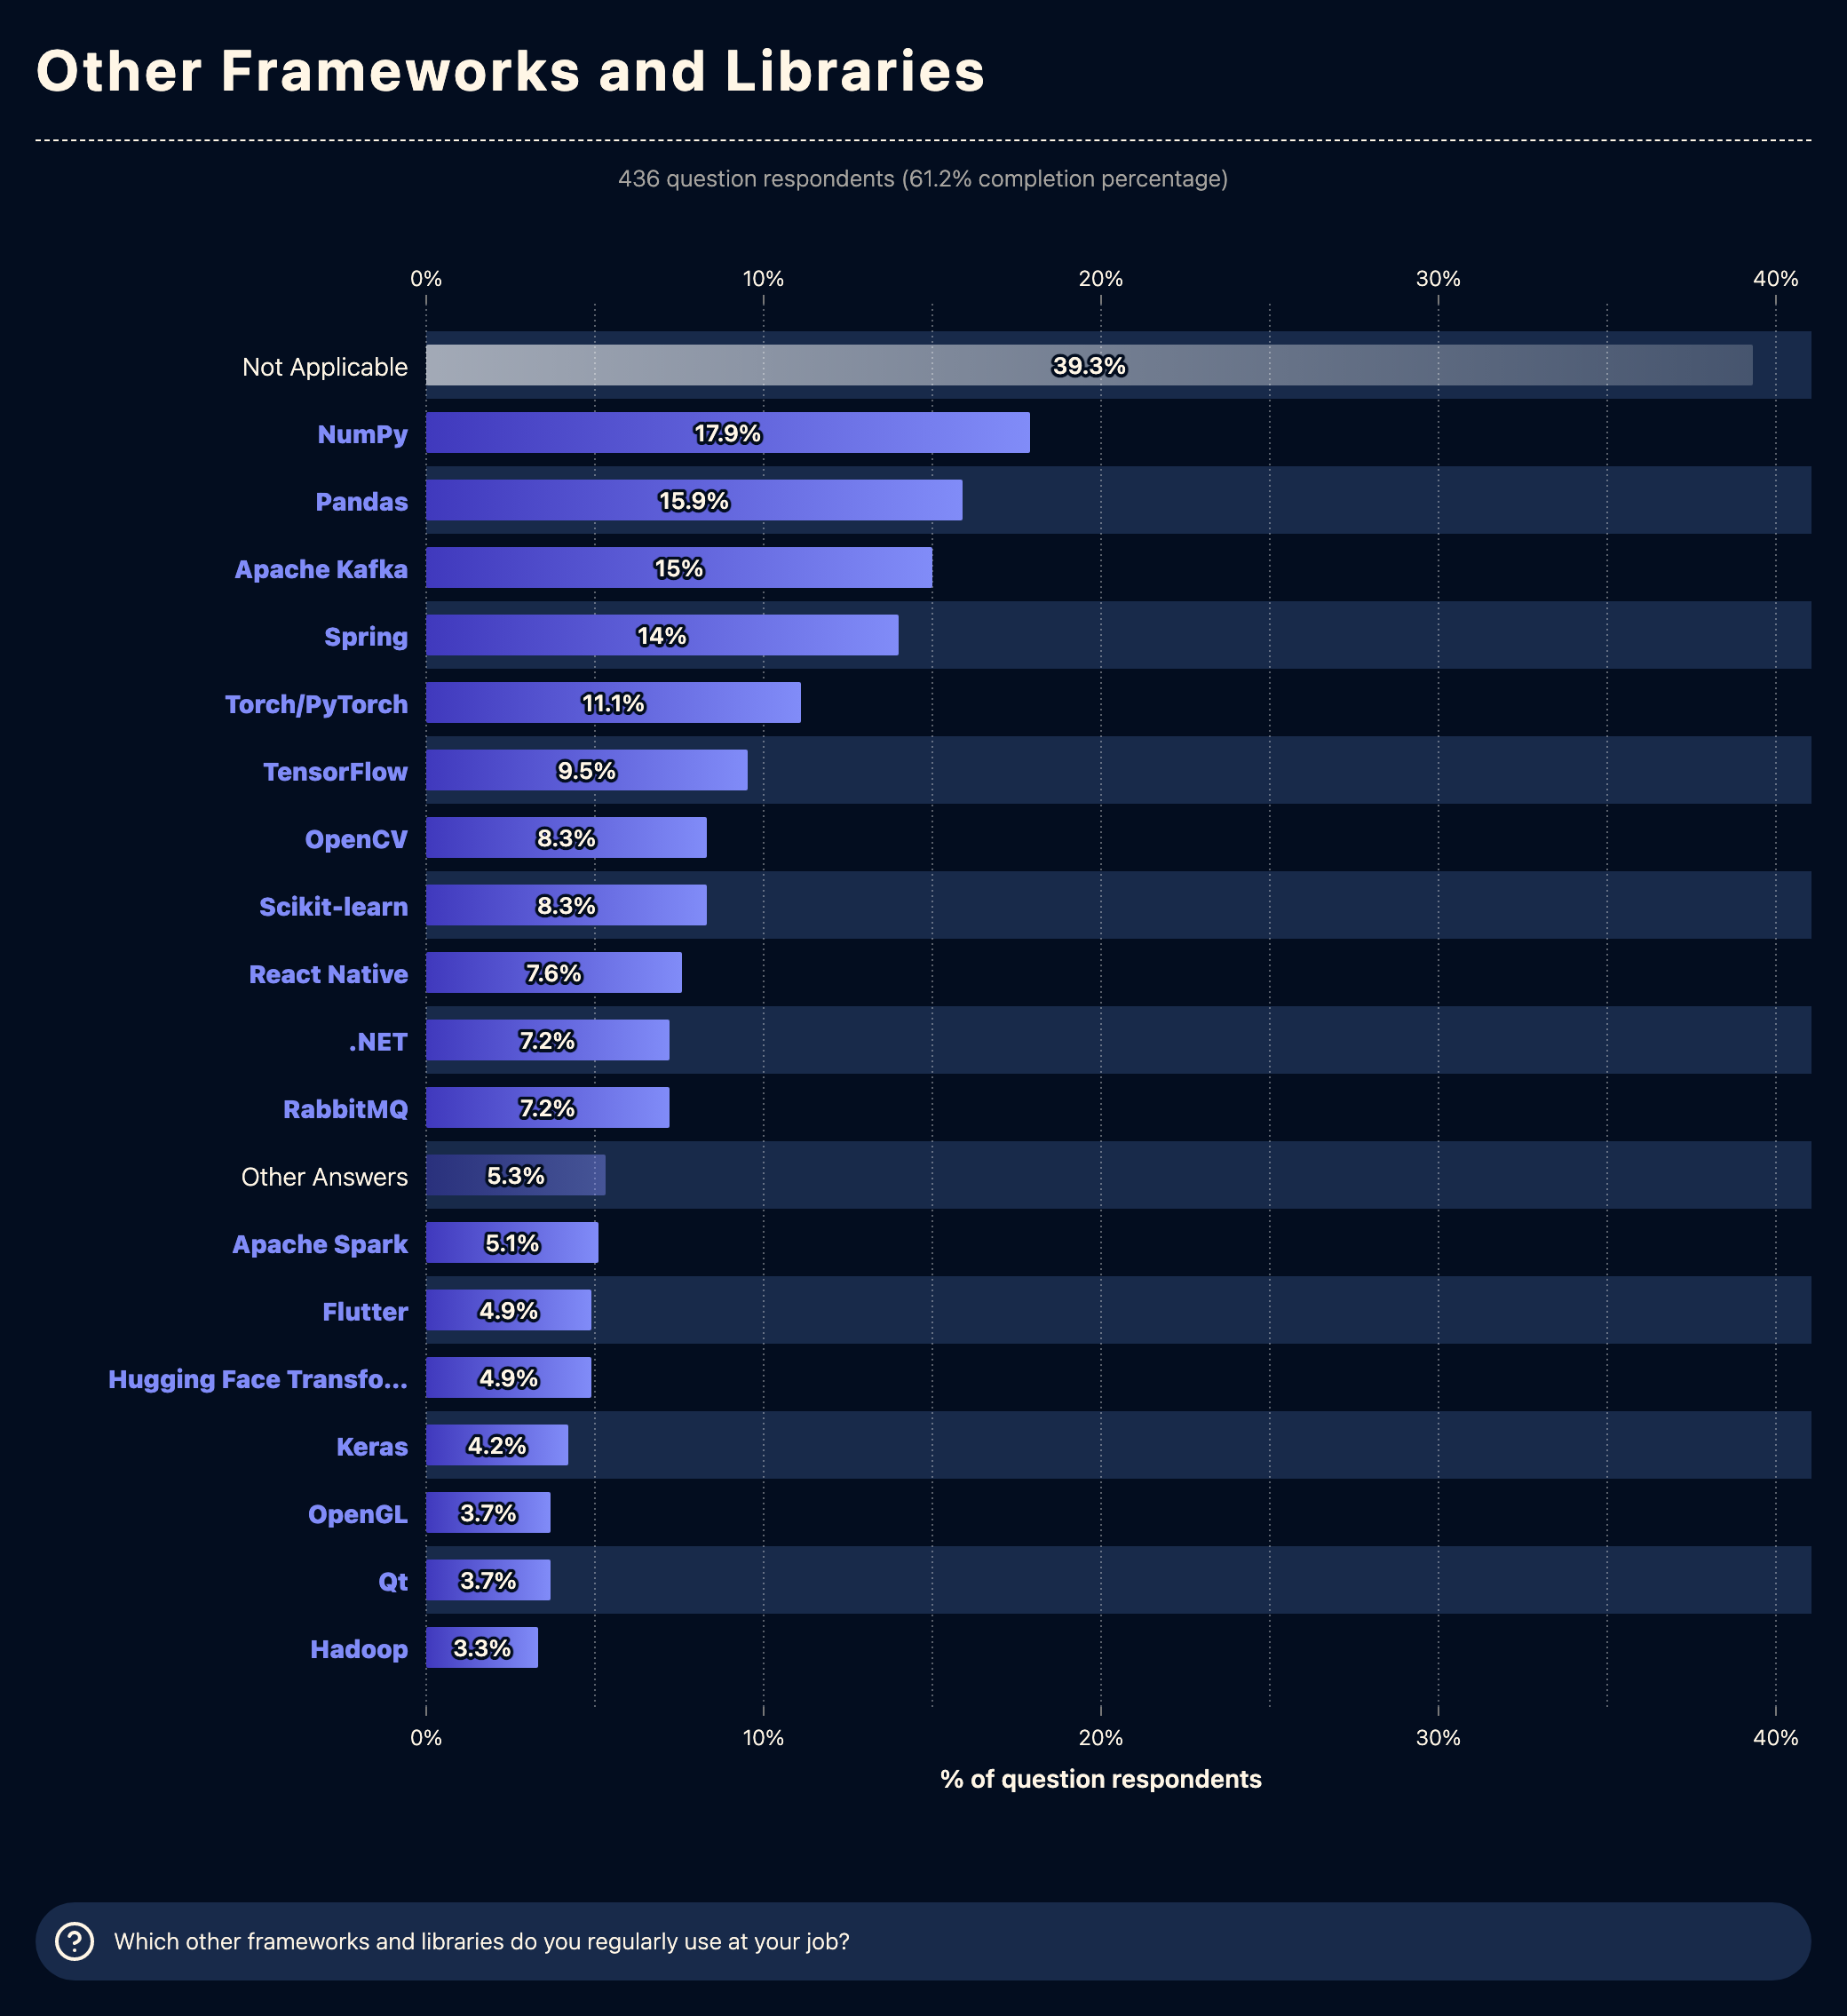 Other Frameworks and Libraries
436 question respondents (61.2% completion percentage)
0% 10% 20% 30% 40%
Not Applicable 39.3%
NumPy 17.9%
Pandas 15.9%
Apache Kafka 15%
Spring 14%
Torch/PyTorch 11.1%
TensorFlow 9.5%
OpenCV 8.3%
Scikit-learn 8.3%
React Native 7.6%
.NET 7.2%
RabbitMQ 7.2%
Other Answers 5.3%
Apache Spark 5.1%
Flutter 4.9%
Hugging Face Transfo... 4.9%
Keras 4.2%
OpenGL 3.7%
Qt 3.7%
Hadoop 3.3%
0% 10% 20% 30% 40%
% of question respondents
Which other frameworks and libraries do you regularly use at your job?